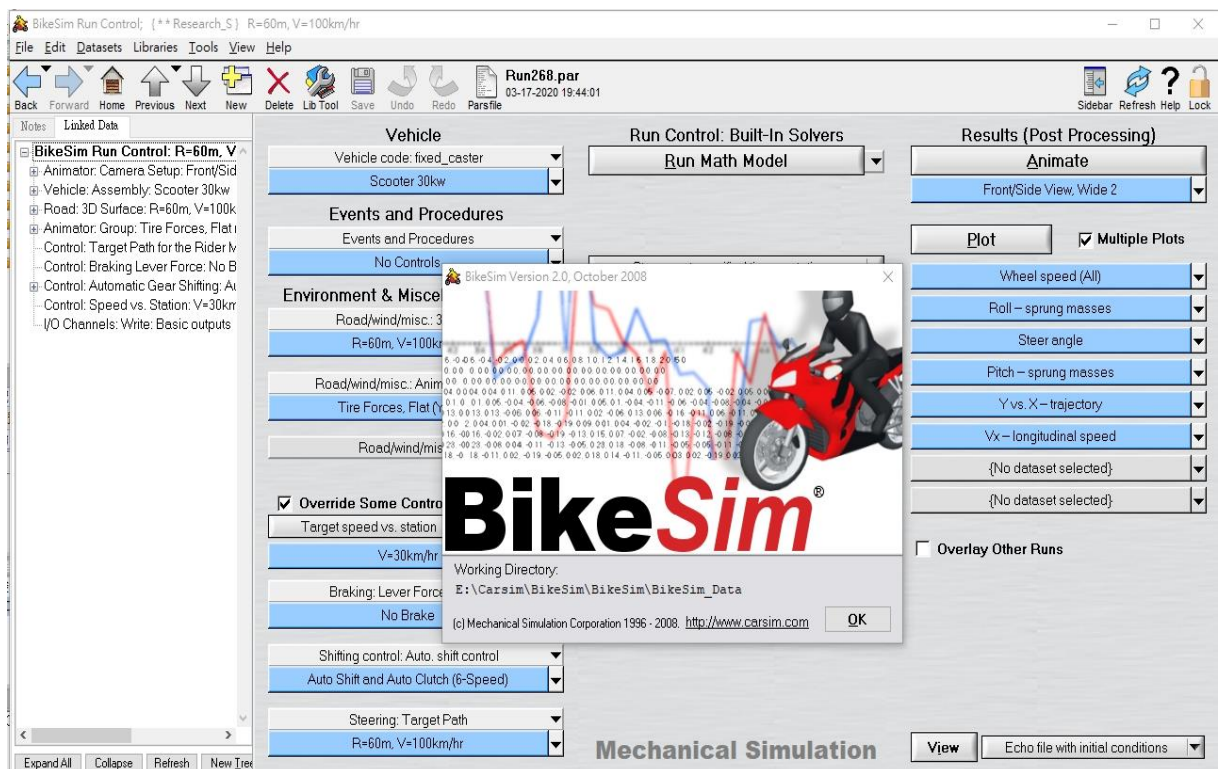 BikeSim Run Control; { * * Research_S } R=60m, V=100km/hr
File Edit Datasets Libraries Tools View Help
Back Forward Home Previous Next New Delete Lib Tool Save Undo Redo Parsfile
Run268.par
03-17-2020 19:44:01
Sidebar Refresh Help Lock
Notes Linked Data
BikeSim Run Control: R=60m, V
Animator: Camera Setup: Front/Sid
Vehicle: Assembly: Scooter 30kw
Road: 3D Surface: R=60m, V=100k
Animator: Group: Tire Forces, Flat
Control: Target Path for the Rider M
Control: Braking Lever Force: No B
Control: Automatic Gear Shifting: Au
Control: Speed vs. Station: V=30km
I/O Channels: Write: Basic outputs
Expand All Collapse Refresh New Tree
Vehicle
Vehicle code: fixed_caster
Scooter 30kw
Events and Procedures
Events and Procedures
No Controls
Environment & Miscel
Road/wind/misc.: 3
R=60m, V=100k
Road/wind/misc.: Anim
Tire Forces, Flat
Road/wind/mis
Override Some Contro
Target speed vs. station
V=30km/hr
Braking: Lever Force
No Brake
Shifting control: Auto. shift control
Auto Shift and Auto Clutch (6-Speed)
Steering: Target Path
R=60m, V=100km/hr
Run Control: Built-In Solvers
Run Math Model
BikeSim Version 2.0, October 2008
BikeSim®
Working Directory:
E:\Carsim\BikeSim\BikeSim\BikeSim_Data
(c) Mechanical Simulation Corporation 1996 - 2008. http://www.carsim.com
OK
Mechanical Simulation
Results (Post Processing)
Animate
Front/Side View, Wide 2
Plot Multiple Plots
Wheel speed (All)
Roll – sprung masses
Steer angle
Pitch – sprung masses
Y vs. X – trajectory
Vx – longitudinal speed
{No dataset selected}
{No dataset selected}
Overlay Other Runs
View Echo file with initial conditions